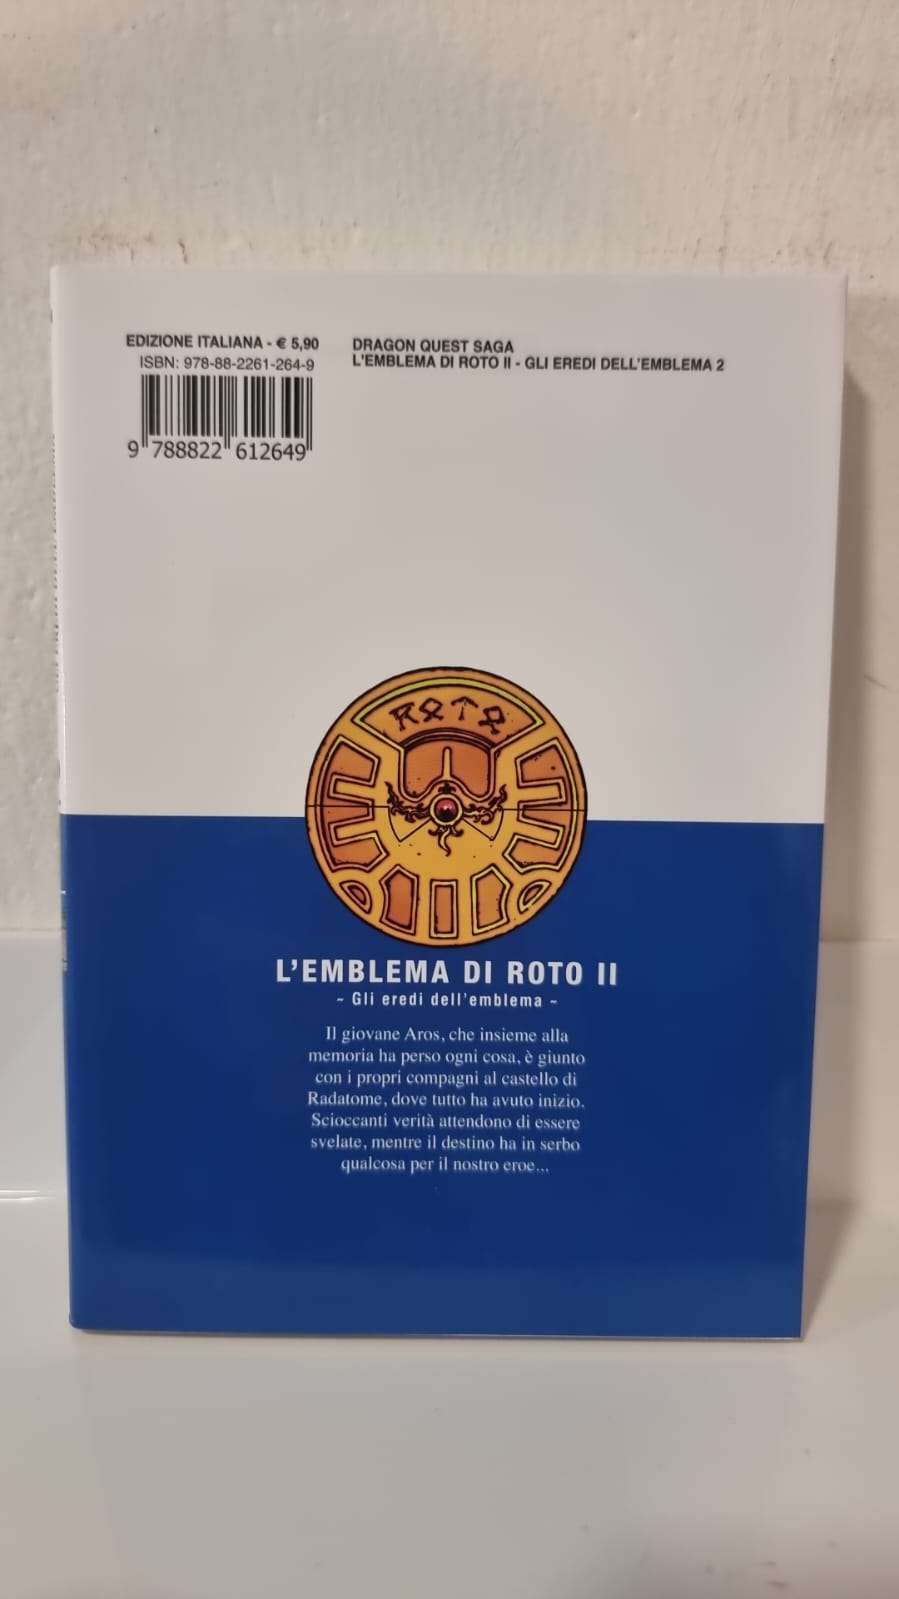 EDIZIONE ITALIANA - € 5,90
ISBN: 978-88-2261-264-9
9 788822 612649
DRAGON QUEST SAGA
L'EMBLEMA DI ROTO II - GLI EREDI DELL'EMBLEMA 2
ROTO
L'EMBLEMA DI ROTO II
~ Gli eredi dell'emblema ~
Il giovane Aros, che insieme alla
memoria ha perso ogni cosa, è giunto
con i propri compagni al castello di
Radatome, dove tutto ha avuto inizio.
Scioccanti verità attendono di essere
svelate, mentre il destino ha in serbo
qualcosa per il nostro eroe...